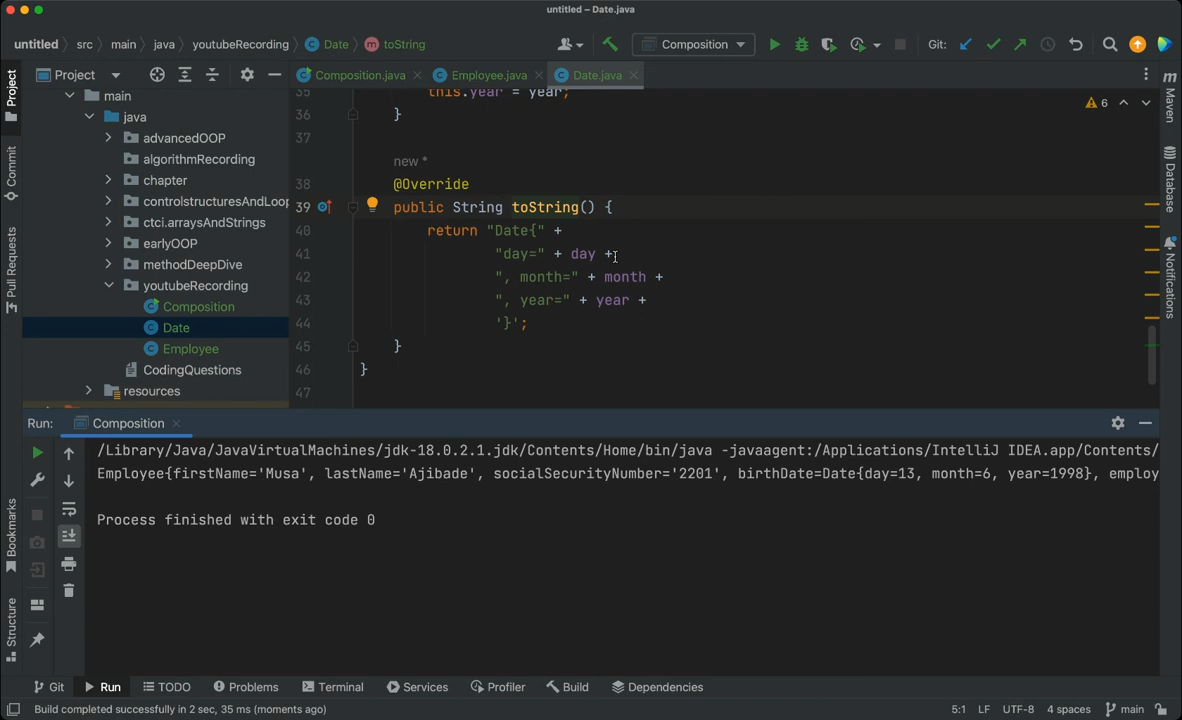 untitled – Date.java
untitled src main java youtubeRecording Date toString
Composition Git:
Project Composition.java Employee.java Date.java
main
java
advancedOOP
algorithmRecording
chapter
controlstructuresAndLoop
ctci.arraysAndStrings
earlyOOP
methodDeepDive
youtubeRecording
Composition
Date
Employee
CodingQuestions
resources
35 this.year = year;
36 }
37
new *
38 @Override
39 public String toString() {
40 return "Date{" +
41 "day=" + day +
42 ", month=" + month +
43 ", year=" + year +
44 '}';
45 }
46 }
47
6
Project
Commit
Pull Requests
Bookmarks
Structure
Maven
Database
Notifications
Run: Composition
/Library/Java/JavaVirtualMachines/jdk-18.0.2.1.jdk/Contents/Home/bin/java -javaagent:/Applications/IntelliJ IDEA.app/Contents/
Employee{firstName='Musa', lastName='Ajibade', socialSecurityNumber='2201', birthDate=Date{day=13, month=6, year=1998}, employ
Process finished with exit code 0
Git Run TODO Problems Terminal Services Profiler Build Dependencies
Build completed successfully in 2 sec, 35 ms (moments ago) 5:1 LF UTF-8 4 spaces main